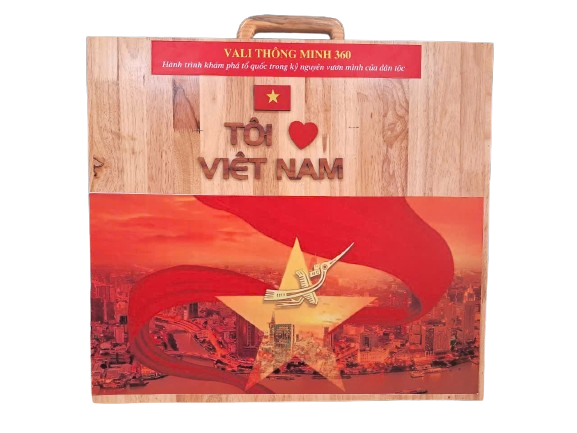 VALI THÔNG MINH 360
Hành trình khám phá tổ quốc trong kỷ nguyên vươn mình của dân tộc
TÔI ❤
VIỆT NAM